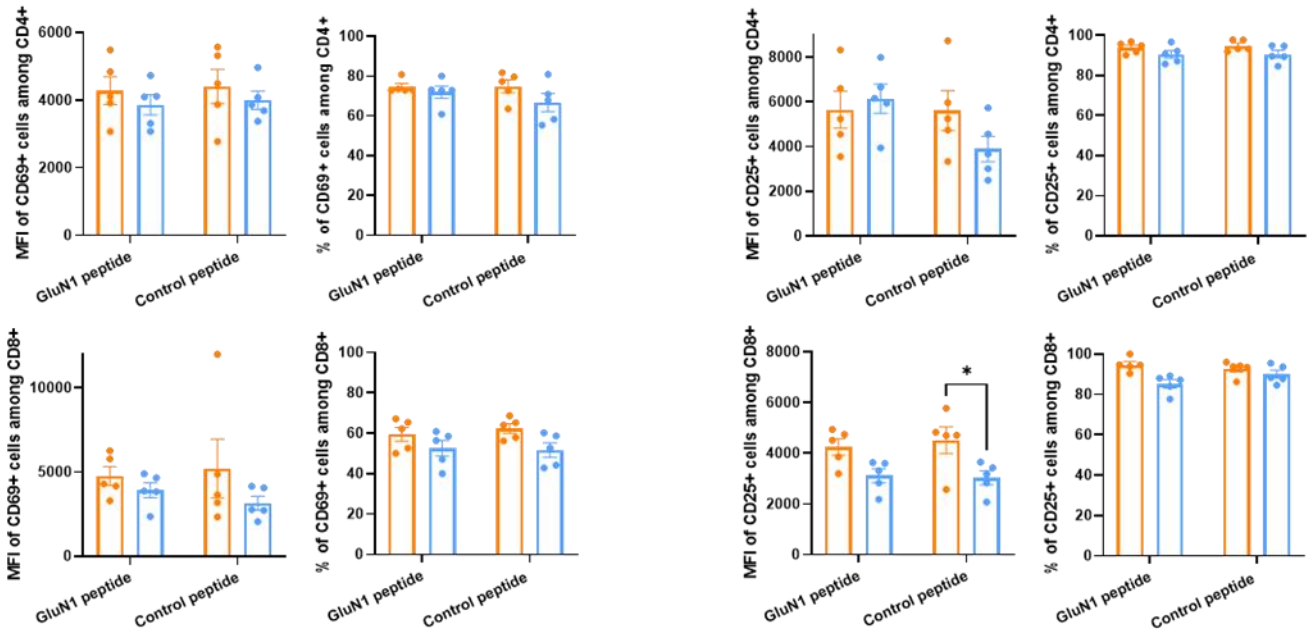 MFI of CD69+ cells among CD4+
6000
4000
2000
0
GluN1 peptide
Control peptide
% of CD69+ cells among CD4+
100
80
60
40
20
0
GluN1 peptide
Control peptide
MFI of CD25+ cells among CD4+
8000
6000
4000
2000
0
GluN1 peptide
Control peptide
% of CD25+ cells among CD4+
100
80
60
40
20
0
GluN1 peptide
Control peptide
MFI of CD69+ cells among CD8+
10000
5000
0
GluN1 peptide
Control peptide
% of CD69+ cells among CD8+
100
80
60
40
20
0
GluN1 peptide
Control peptide
MFI of CD25+ cells among CD8+
8000
6000
4000
2000
0
*
GluN1 peptide
Control peptide
% of CD25+ cells among CD8+
100
80
60
40
20
0
GluN1 peptide
Control peptide